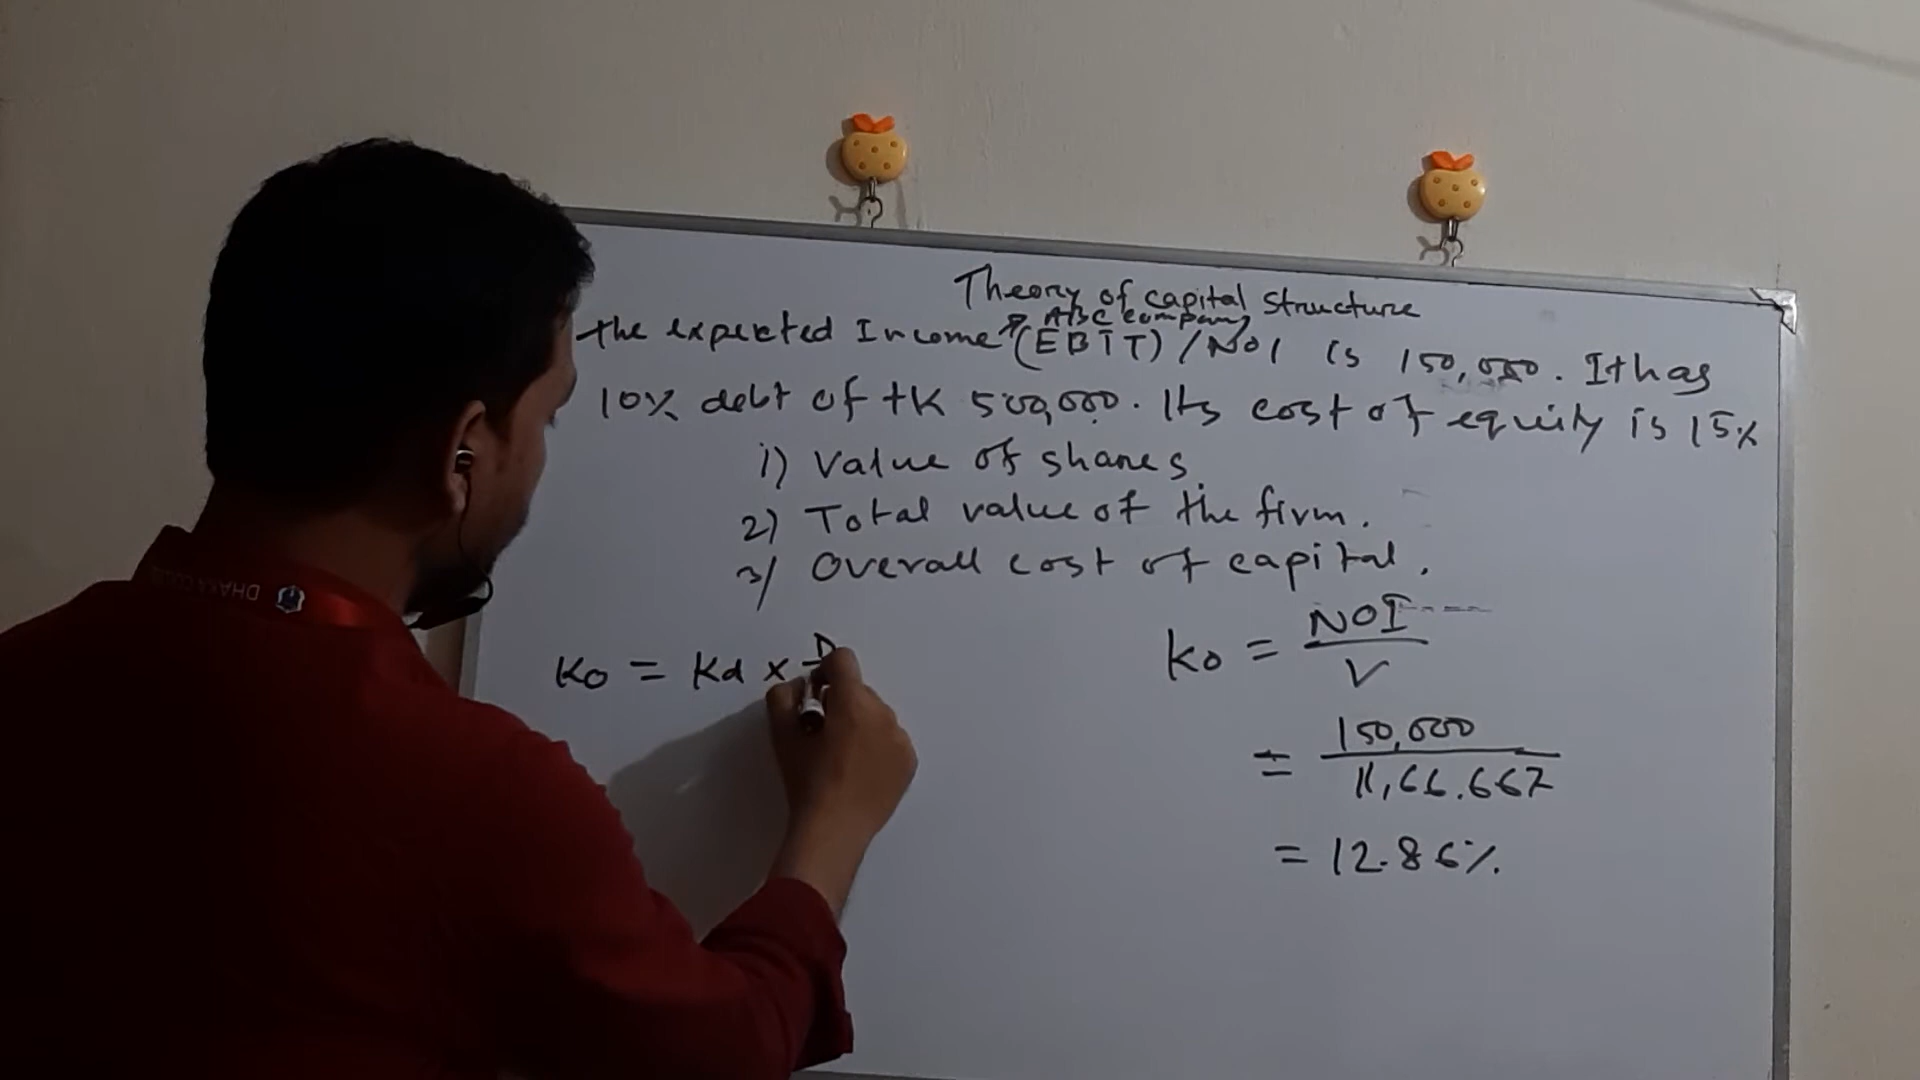 Theory of capital structure
of ABC company
the expected Income (EBIT) / NOI is 150,000. It has
10% debt of tk 500,000. Its cost of equity is 15%
1) Value of shares
2) Total value of the firm.
3) Overall cost of capital.
Ko = NOI / V
= 150,000 / 11,66.667
= 12.86%.
Ko = Kd × D
DHAKA